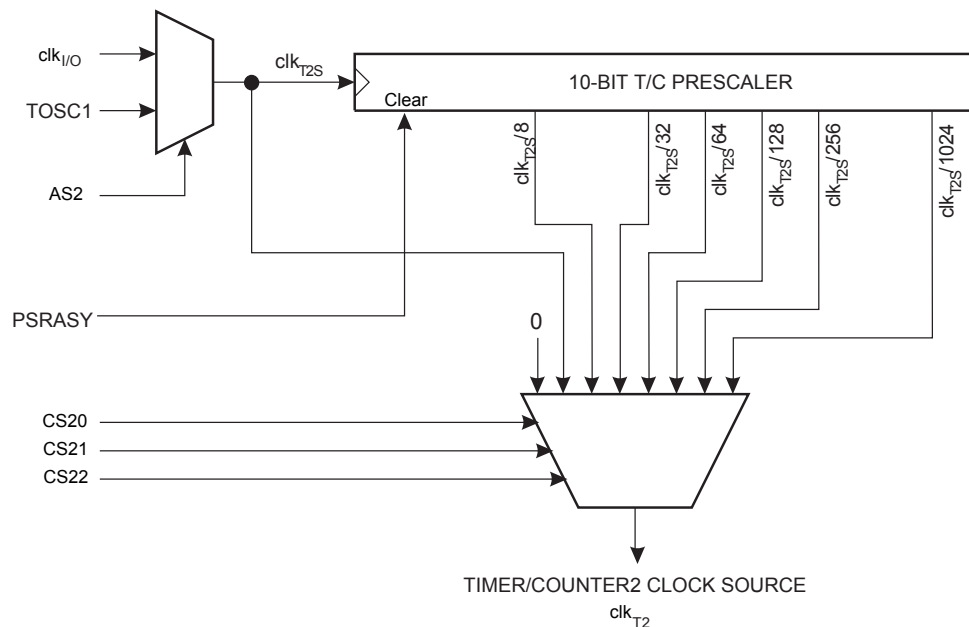 clkI/O
clkT2S
10-BIT T/C PRESCALER
TOSC1
Clear
AS2
clkT2S/8
clkT2S/32
clkT2S/64
clkT2S/128
clkT2S/256
clkT2S/1024
PSRASY
0
CS20
CS21
CS22
TIMER/COUNTER2 CLOCK SOURCE
clkT2